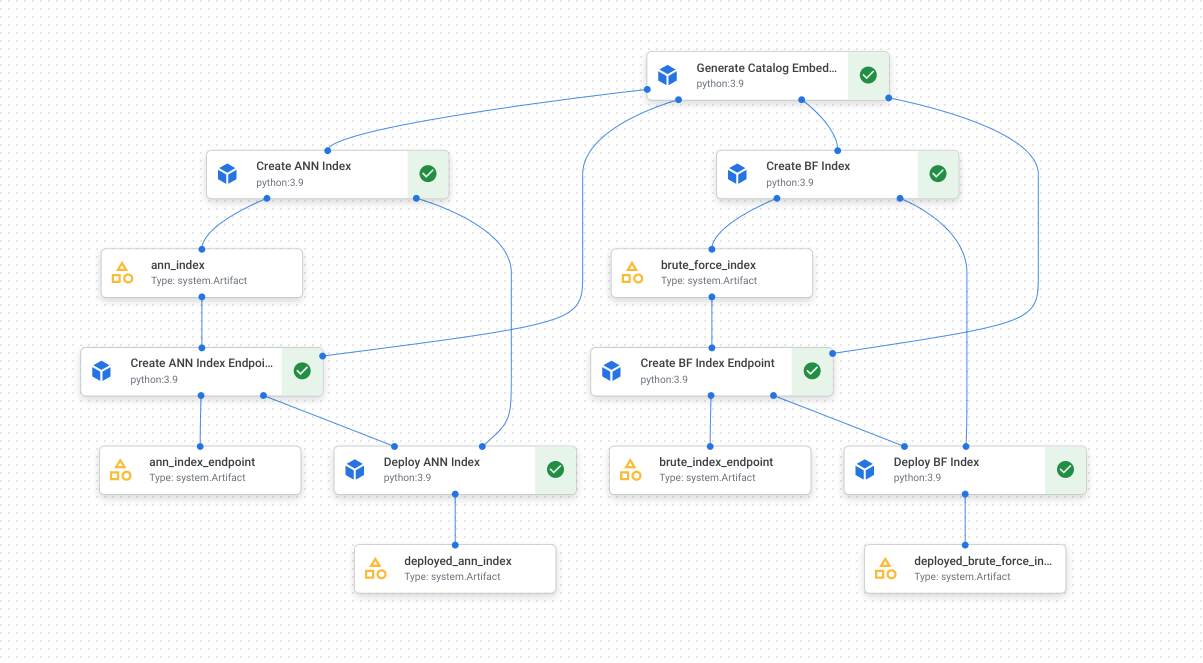 Generate Catalog Embed...
python:3.9
Create ANN Index
python:3.9
Create BF Index
python:3.9
ann_index
Type: system.Artifact
brute_force_index
Type: system.Artifact
Create ANN Index Endpoi...
python:3.9
Create BF Index Endpoint
python:3.9
ann_index_endpoint
Type: system.Artifact
Deploy ANN Index
python:3.9
brute_index_endpoint
Type: system.Artifact
Deploy BF Index
python:3.9
deployed_ann_index
Type: system.Artifact
deployed_brute_force_in...
Type: system.Artifact